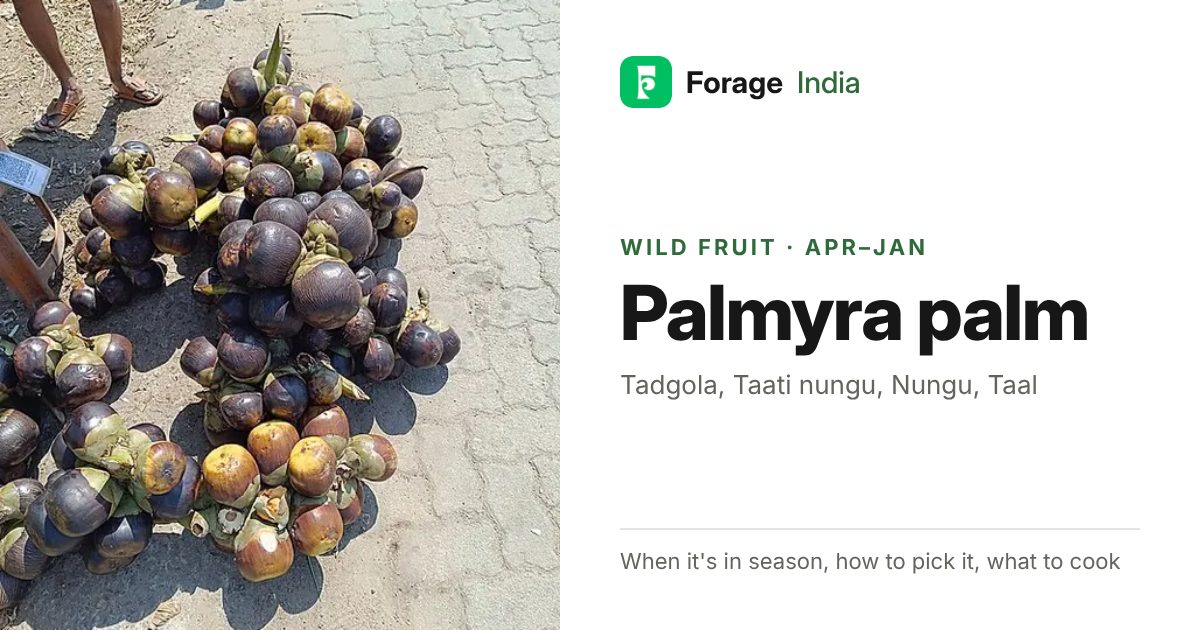 Forage India
WILD FRUIT · APR–JAN
Palmyra palm
Tadgola, Taati nungu, Nungu, Taal
When it's in season, how to pick it, what to cook